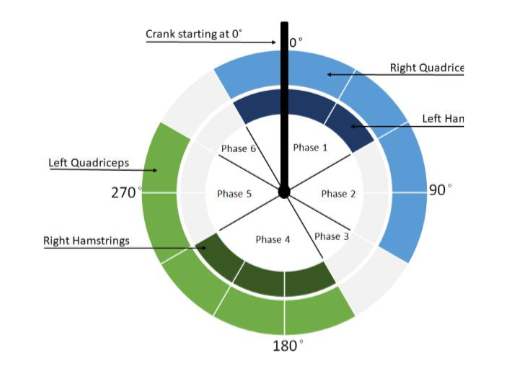 Crank starting at 0°
0°
Right Quadrice
Left Ham
Phase 6
Phase 1
Left Quadriceps
270°
Phase 5
Phase 2
90°
Right Hamstrings
Phase 4
Phase 3
180°